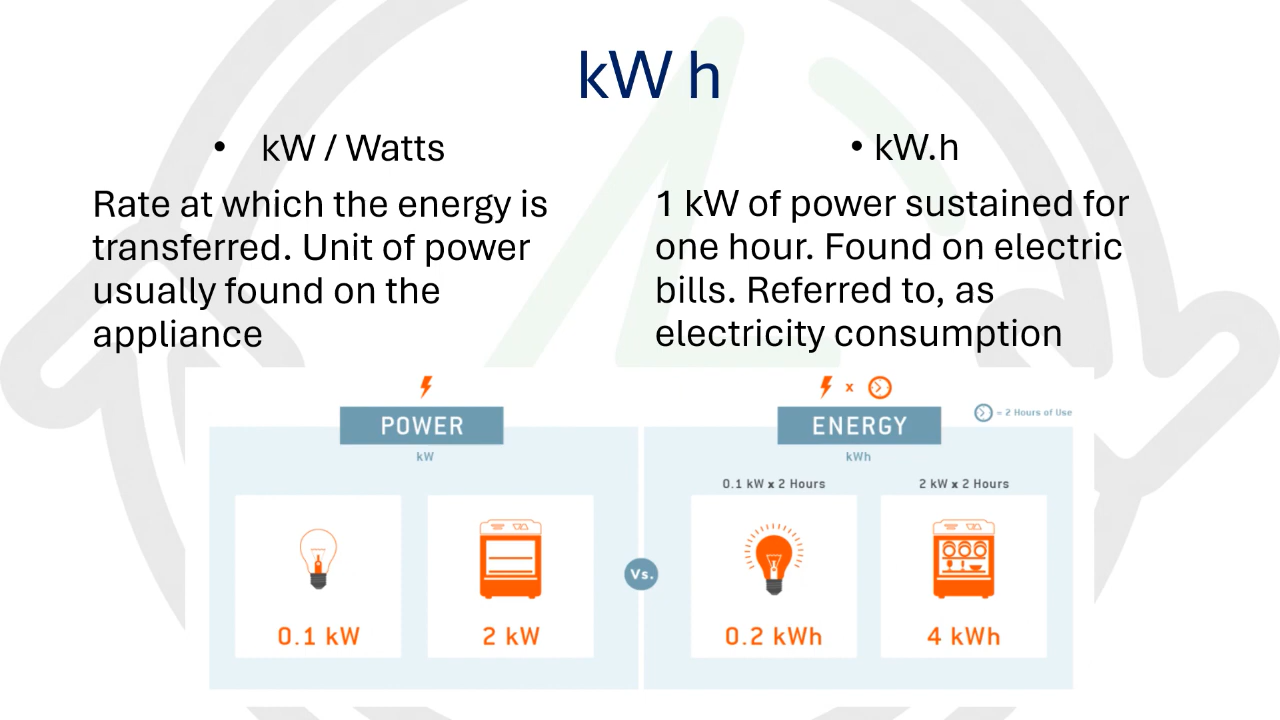 kW h
• kW / Watts
Rate at which the energy is
transferred. Unit of power
usually found on the
appliance
• kW.h
1 kW of power sustained for
one hour. Found on electric
bills. Referred to, as
electricity consumption
POWER
kW
0.1 kW
2 kW
Vs.
x
= 2 Hours of Use
ENERGY
kWh
0.1 kW x 2 Hours
2 kW x 2 Hours
0.2 kWh
4 kWh